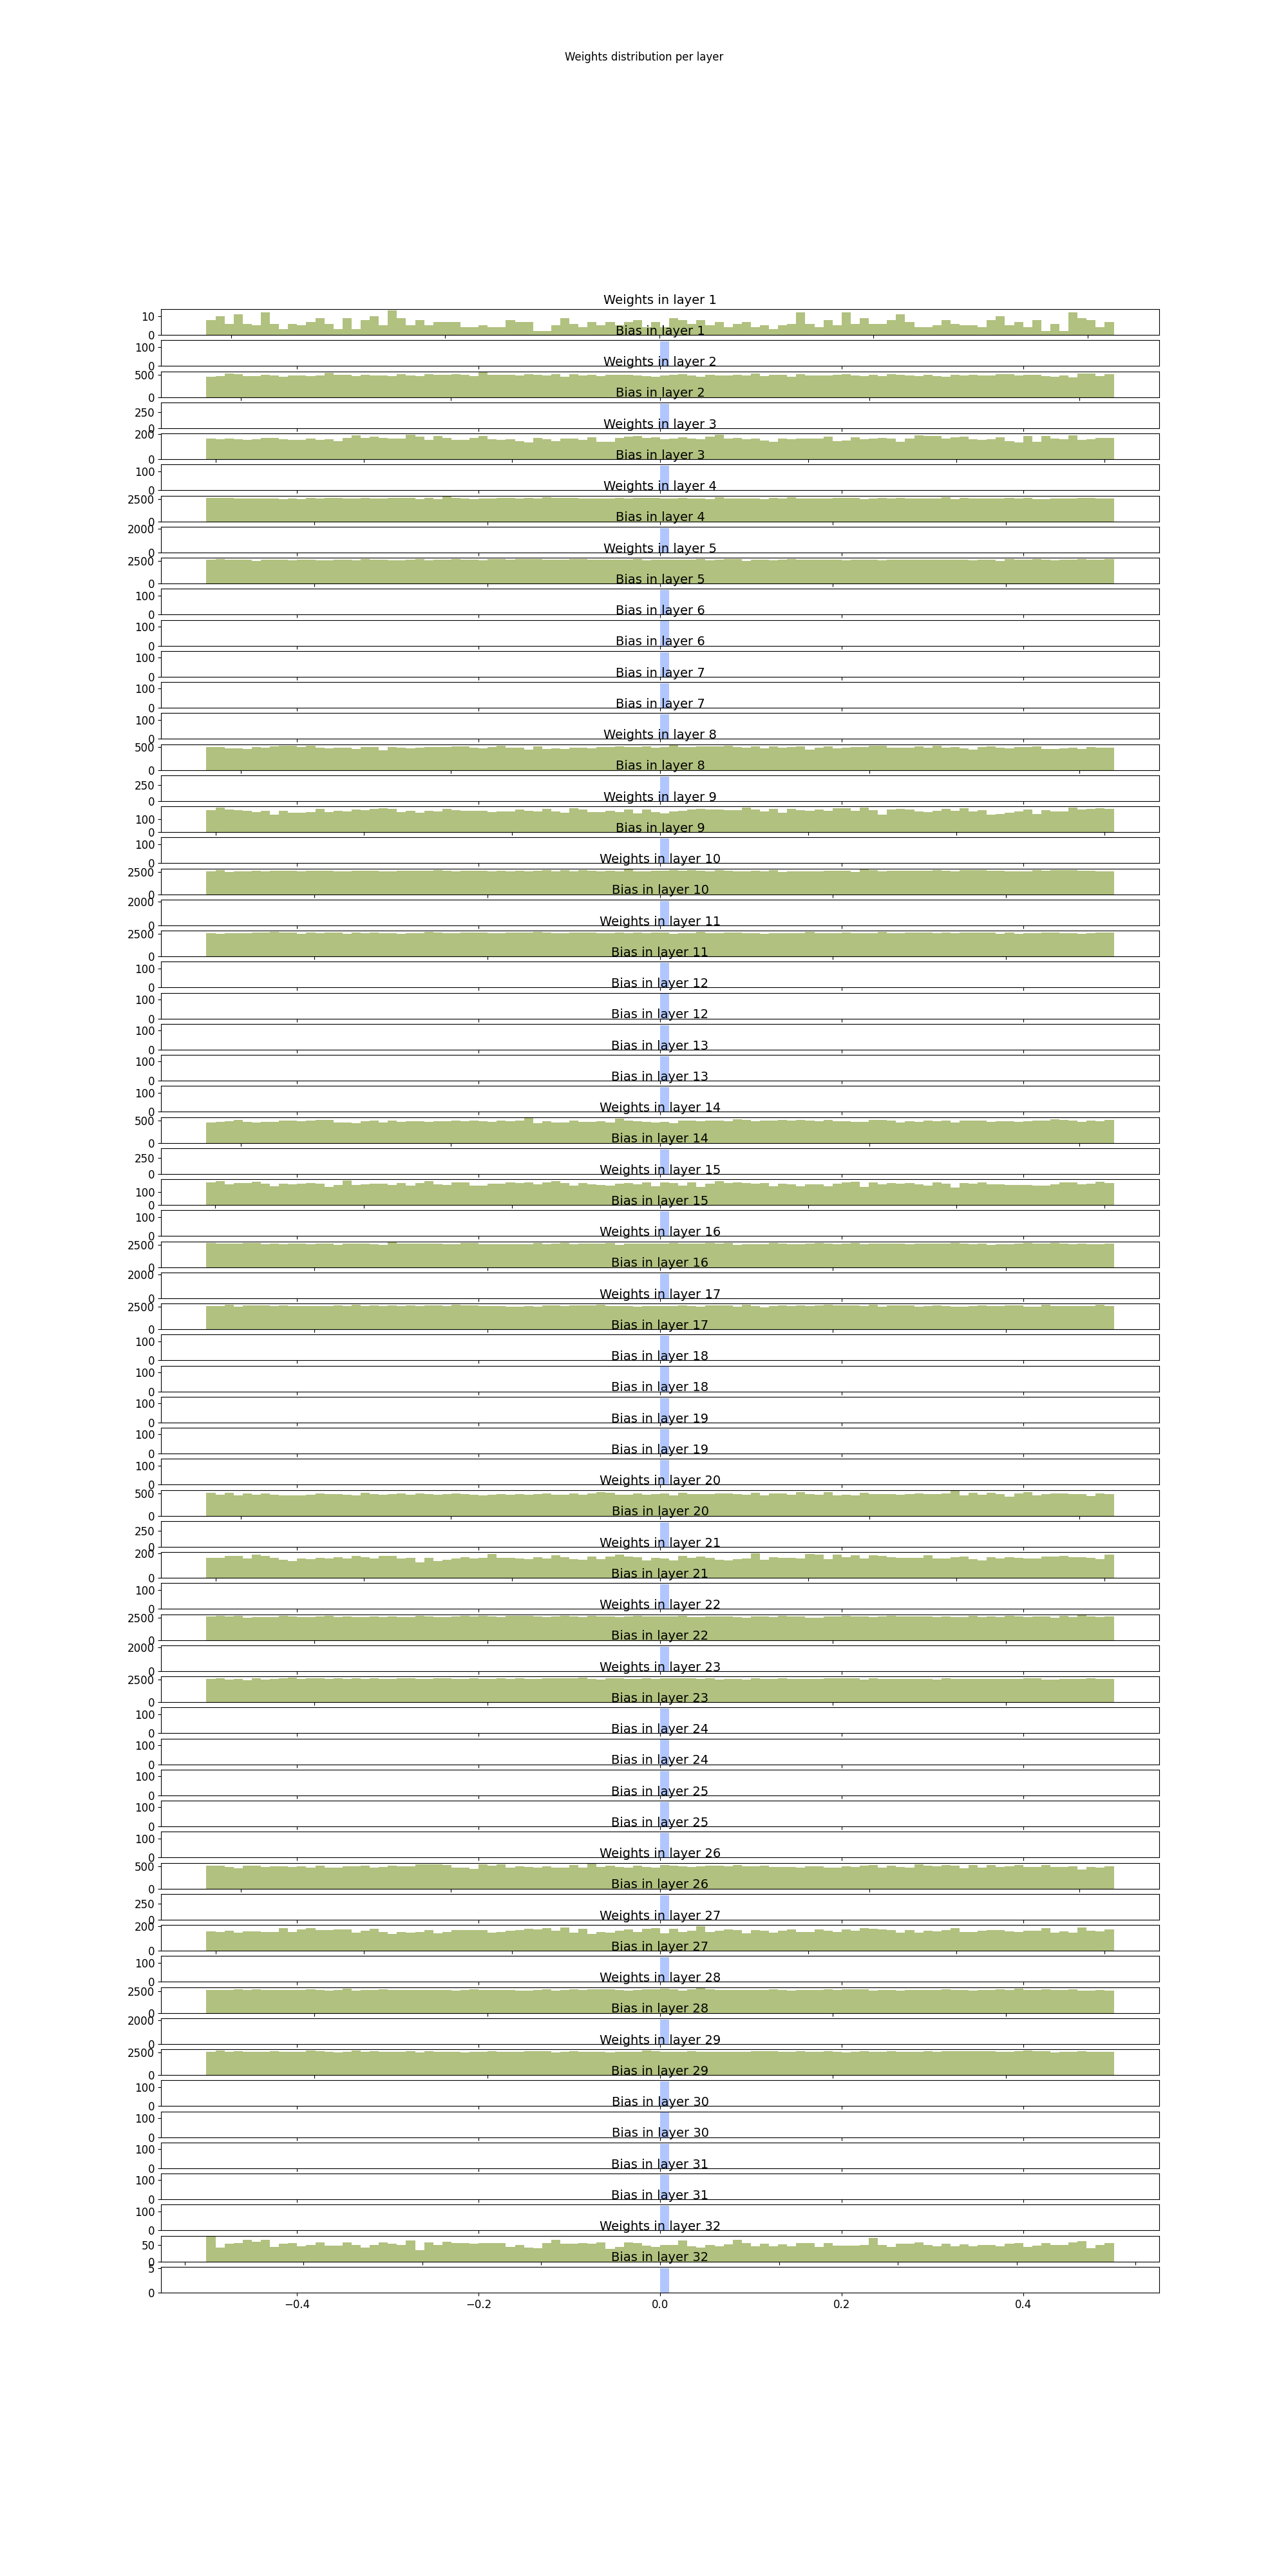 Weights distribution per layer
Weights in layer 1
10
0
Bias in layer 1
100
0
Weights in layer 2
500
0
Bias in layer 2
250
0
Weights in layer 3
200
0
Bias in layer 3
100
0
Weights in layer 4
2500
0
Bias in layer 4
2000
0
Weights in layer 5
2500
0
Bias in layer 5
100
0
Bias in layer 6
100
0
Bias in layer 6
100
0
Bias in layer 7
100
0
Bias in layer 7
100
0
Weights in layer 8
500
0
Bias in layer 8
250
0
Weights in layer 9
100
0
Bias in layer 9
100
0
Weights in layer 10
2500
0
Bias in layer 10
2000
0
Weights in layer 11
2500
0
Bias in layer 11
100
0
Bias in layer 12
100
0
Bias in layer 12
100
0
Bias in layer 13
100
0
Bias in layer 13
100
0
Weights in layer 14
500
0
Bias in layer 14
250
0
Weights in layer 15
100
0
Bias in layer 15
100
0
Weights in layer 16
2500
0
Bias in layer 16
2000
0
Weights in layer 17
2500
0
Bias in layer 17
100
0
Bias in layer 18
100
0
Bias in layer 18
100
0
Bias in layer 19
100
0
Bias in layer 19
100
0
Weights in layer 20
500
0
Bias in layer 20
250
0
Weights in layer 21
200
0
Bias in layer 21
100
0
Weights in layer 22
2500
0
Bias in layer 22
2000
0
Weights in layer 23
2500
0
Bias in layer 23
100
0
Bias in layer 24
100
0
Bias in layer 24
100
0
Bias in layer 25
100
0
Bias in layer 25
100
0
Weights in layer 26
500
0
Bias in layer 26
250
0
Weights in layer 27
200
0
Bias in layer 27
100
0
Weights in layer 28
2500
0
Bias in layer 28
2000
0
Weights in layer 29
2500
0
Bias in layer 29
100
0
Bias in layer 30
100
0
Bias in layer 30
100
0
Bias in layer 31
100
0
Bias in layer 31
100
0
Weights in layer 32
50
0
Bias in layer 32
5
0
−0.4 −0.2 0.0 0.2 0.4